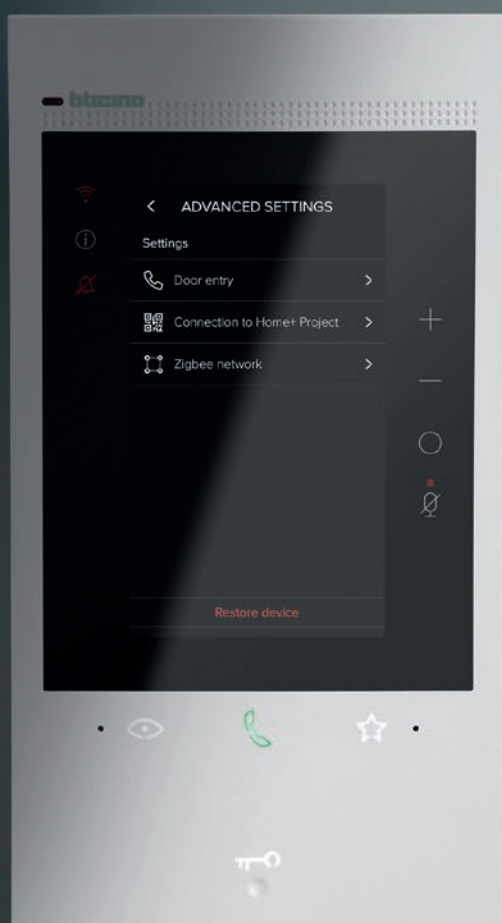 bticino
ADVANCED SETTINGS
Settings
Door entry
Connection to Home+ Project
Zigbee network
Restore device